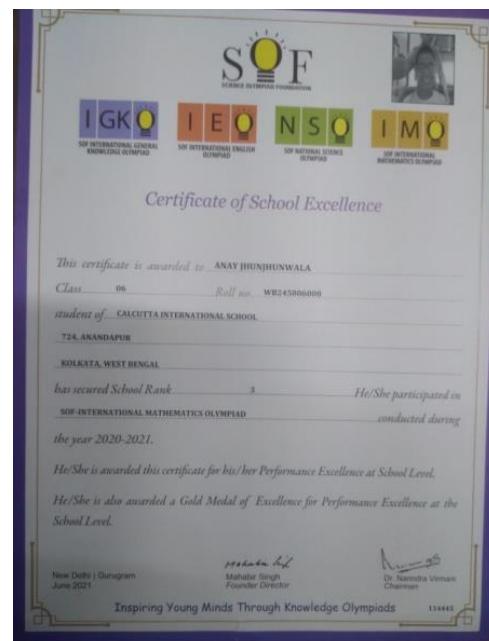 SOF
SCIENCE OLYMPIAD FOUNDATION
IGKO IEO NSO IMO
SOF INTERNATIONAL GENERAL KNOWLEDGE OLYMPIAD
SOF INTERNATIONAL ENGLISH OLYMPIAD
SOF NATIONAL SCIENCE OLYMPIAD
SOF INTERNATIONAL MATHEMATICS OLYMPIAD
Certificate of School Excellence
This certificate is awarded to ANAY JHUNJHUNWALA
Class 06 Roll no. WB245806008
student of CALCUTTA INTERNATIONAL SCHOOL
724, ANANDAPUR
KOLKATA, WEST BENGAL
has secured School Rank 3 He/She participated in
SOF-INTERNATIONAL MATHEMATICS OLYMPIAD conducted during
the year 2020-2021.
He/She is awarded this certificate for his/her Performance Excellence at School Level.
He/She is also awarded a Gold Medal of Excellence for Performance Excellence at the
School Level.
New Delhi | Gurugram
June 2021
Mahabir Singh
Founder Director
Dr. Narindra Virmani
Chairman
Inspiring Young Minds Through Knowledge Olympiads